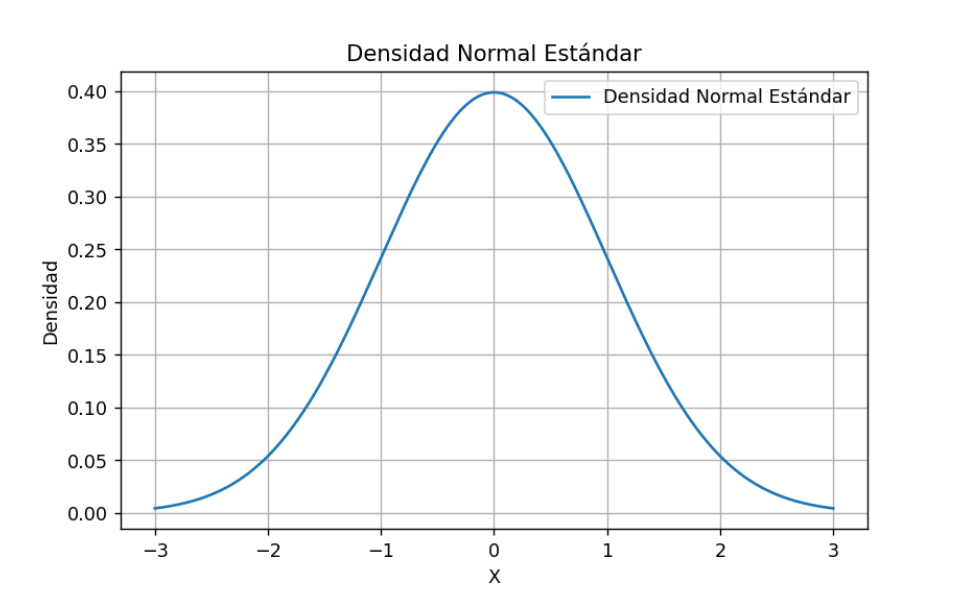 Densidad Normal Estándar
Densidad Normal Estándar
0.40
0.35
0.30
0.25
0.20
0.15
0.10
0.05
0.00
Densidad
−3 −2 −1 0 1 2 3
X